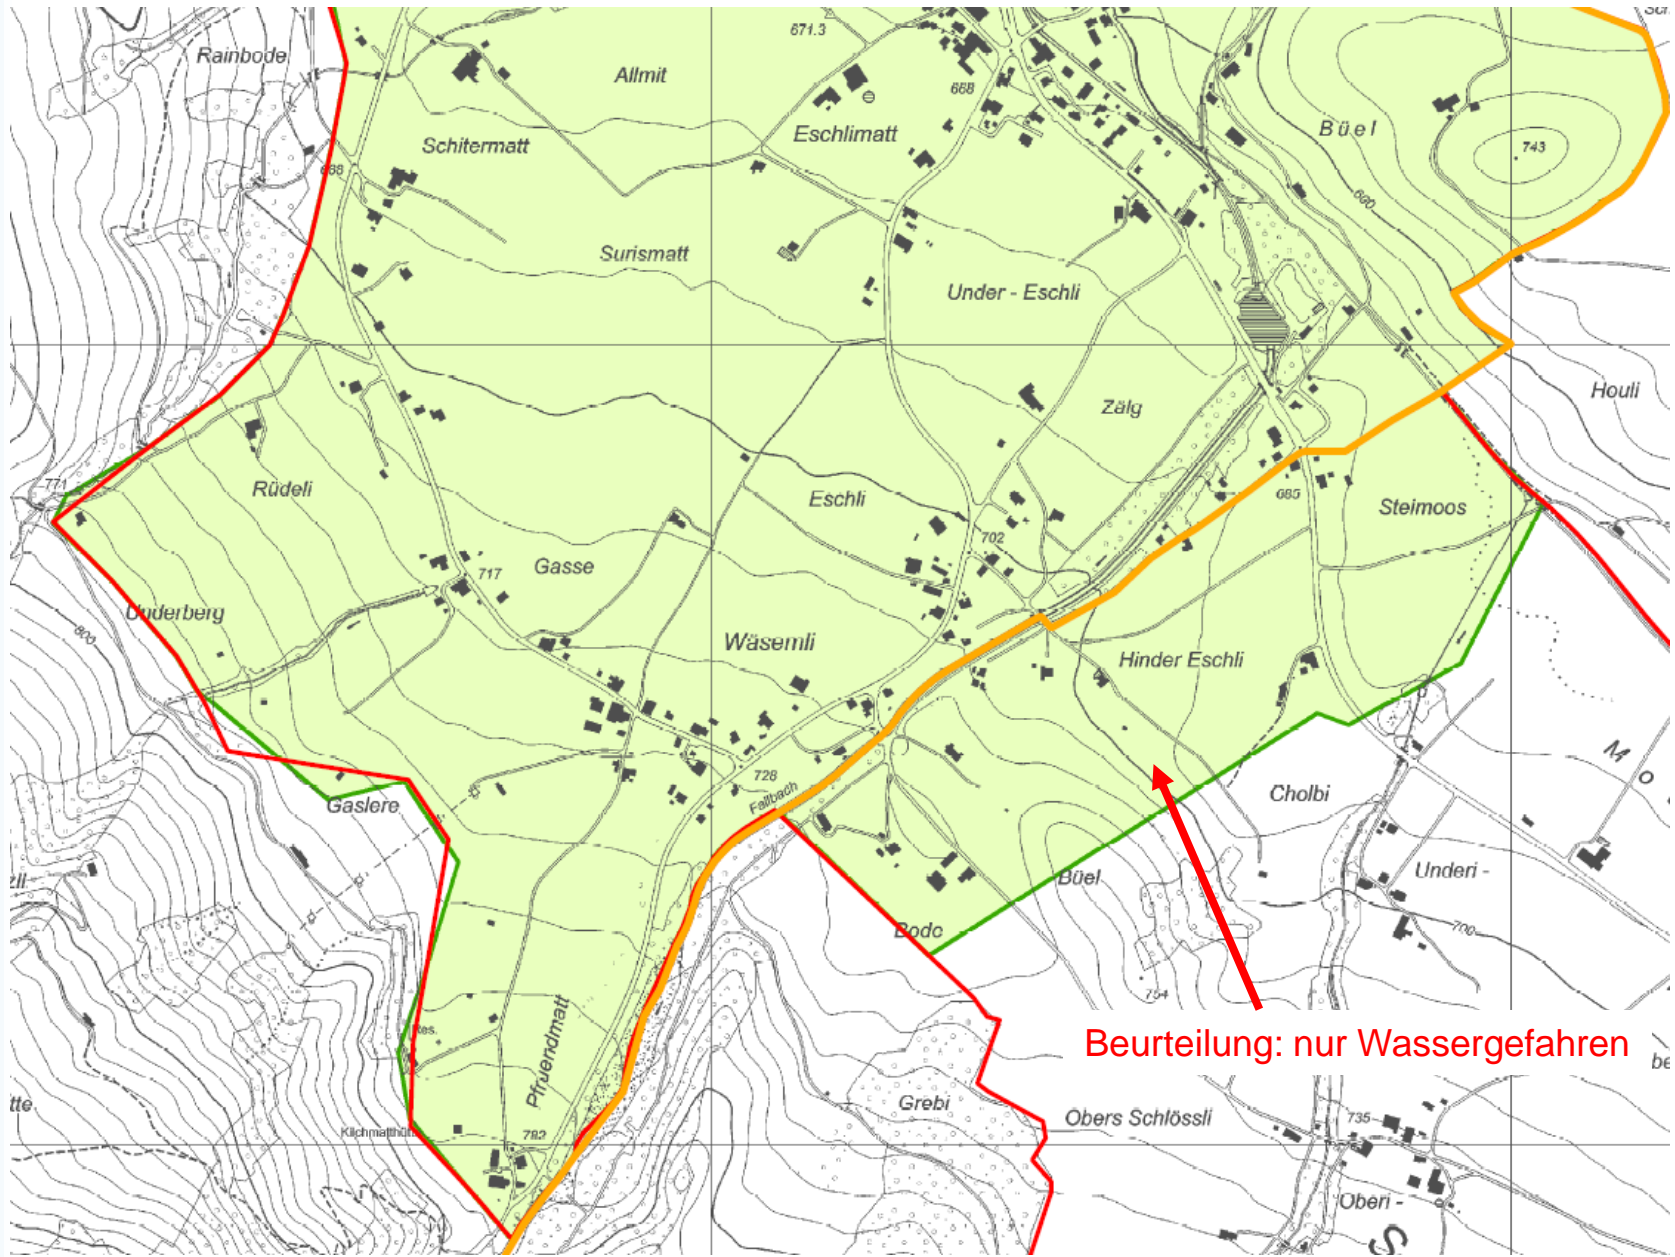 Rainbode
671.3
Allmit
668
Büel
743
Schitermatt
Eschlimatt
688
660
Surismatt
Under - Eschli
Houli
Zälg
771
Rüdeli
Eschli
685
Steimoos
702
Gasse
717
Underberg
800
Wäsemli
Hinder Eschli
728
Fallbach
Gaslere
Cholbi
Büel
Underi -
700
754
Pfruendmatt
Res.
Beurteilung: nur Wassergefahren
Grebi
Obers Schlössli
735
782
Oberi -